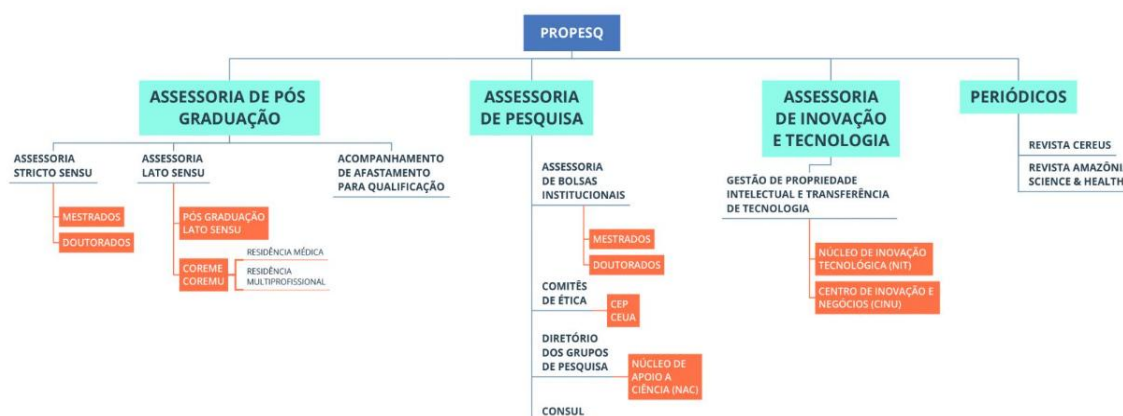 PROPESQ
ASSESSORIA DE PÓS
GRADUAÇÃO
ASSESSORIA
STRICTO SENSU
MESTRADOS
DOUTORADOS
ASSESSORIA
LATO SENSU
PÓS GRADUAÇÃO
LATO SENSU
COREME
COREMU
RESIDÊNCIA MÉDICA
RESIDÊNCIA
MULTIPROFISSIONAL
ACOMPANHAMENTO
DE AFASTAMENTO
PARA QUALIFICAÇÃO
ASSESSORIA
DE PESQUISA
ASSESSORIA
DE BOLSAS
INSTITUCIONAIS
MESTRADOS
DOUTORADOS
COMITÊS
DE ÉTICA
CEP
CEUA
DIRETÓRIO
DOS GRUPOS
DE PESQUISA
NÚCLEO DE
APOIO A
CIÊNCIA (NAC)
CONSUL
ASSESSORIA
DE INOVAÇÃO
E TECNOLOGIA
GESTÃO DE PROPRIEDADE
INTELECTUAL E TRANSFERÊNCIA
DE TECNOLOGIA
NÚCLEO DE INOVAÇÃO
TECNOLÓGICA (NIT)
CENTRO DE INOVAÇÃO E
NEGÓCIOS (CINU)
PERIÓDICOS
REVISTA CEREUS
REVISTA AMAZÔNI
SCIENCE & HEALTH